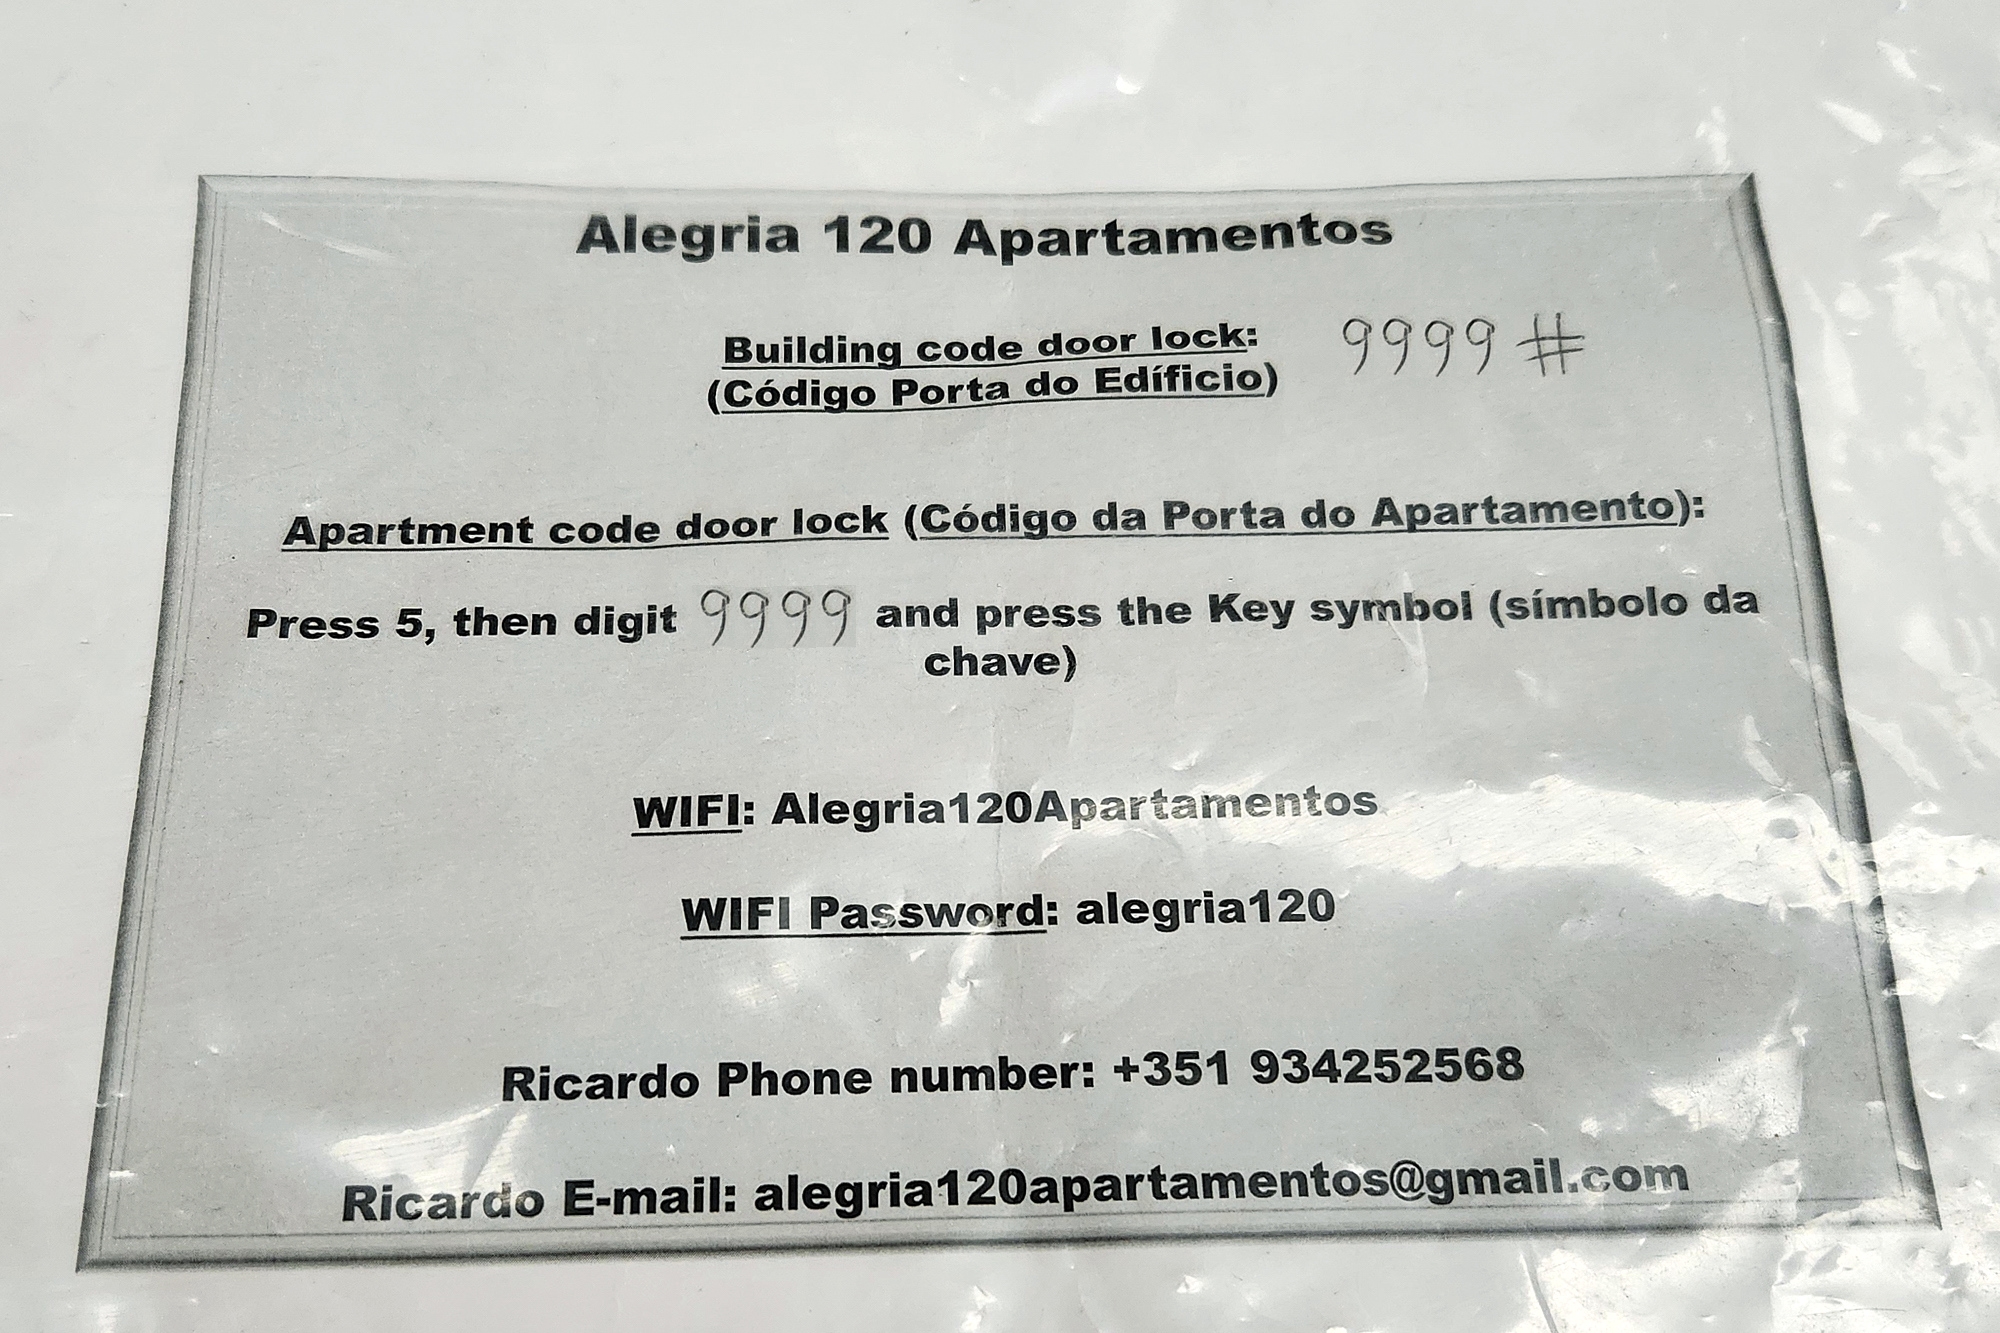 Alegria 120 Apartamentos
Building code door lock: 9999 #
(Código Porta do Edíficio)
Apartment code door lock (Código da Porta do Apartamento):
Press 5, then digit 9999 and press the Key symbol (símbolo da
chave)
WIFI: Alegria120Apartamentos
WIFI Password: alegria120
Ricardo Phone number: +351 934252568
Ricardo E-mail: alegria120apartamentos@gmail.com